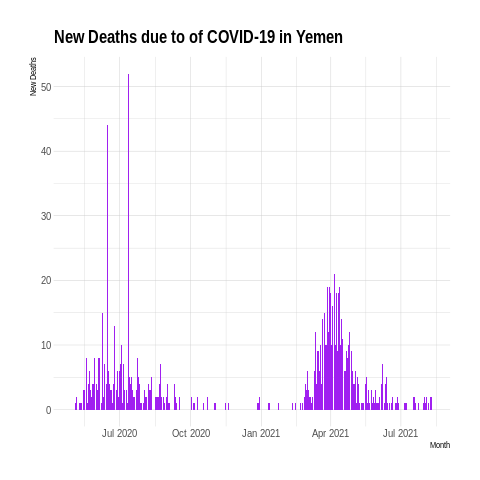 New Deaths due to of COVID-19 in Yemen
New Deaths
50
40
30
20
10
0
Jul 2020 Oct 2020 Jan 2021 Apr 2021 Jul 2021
Month